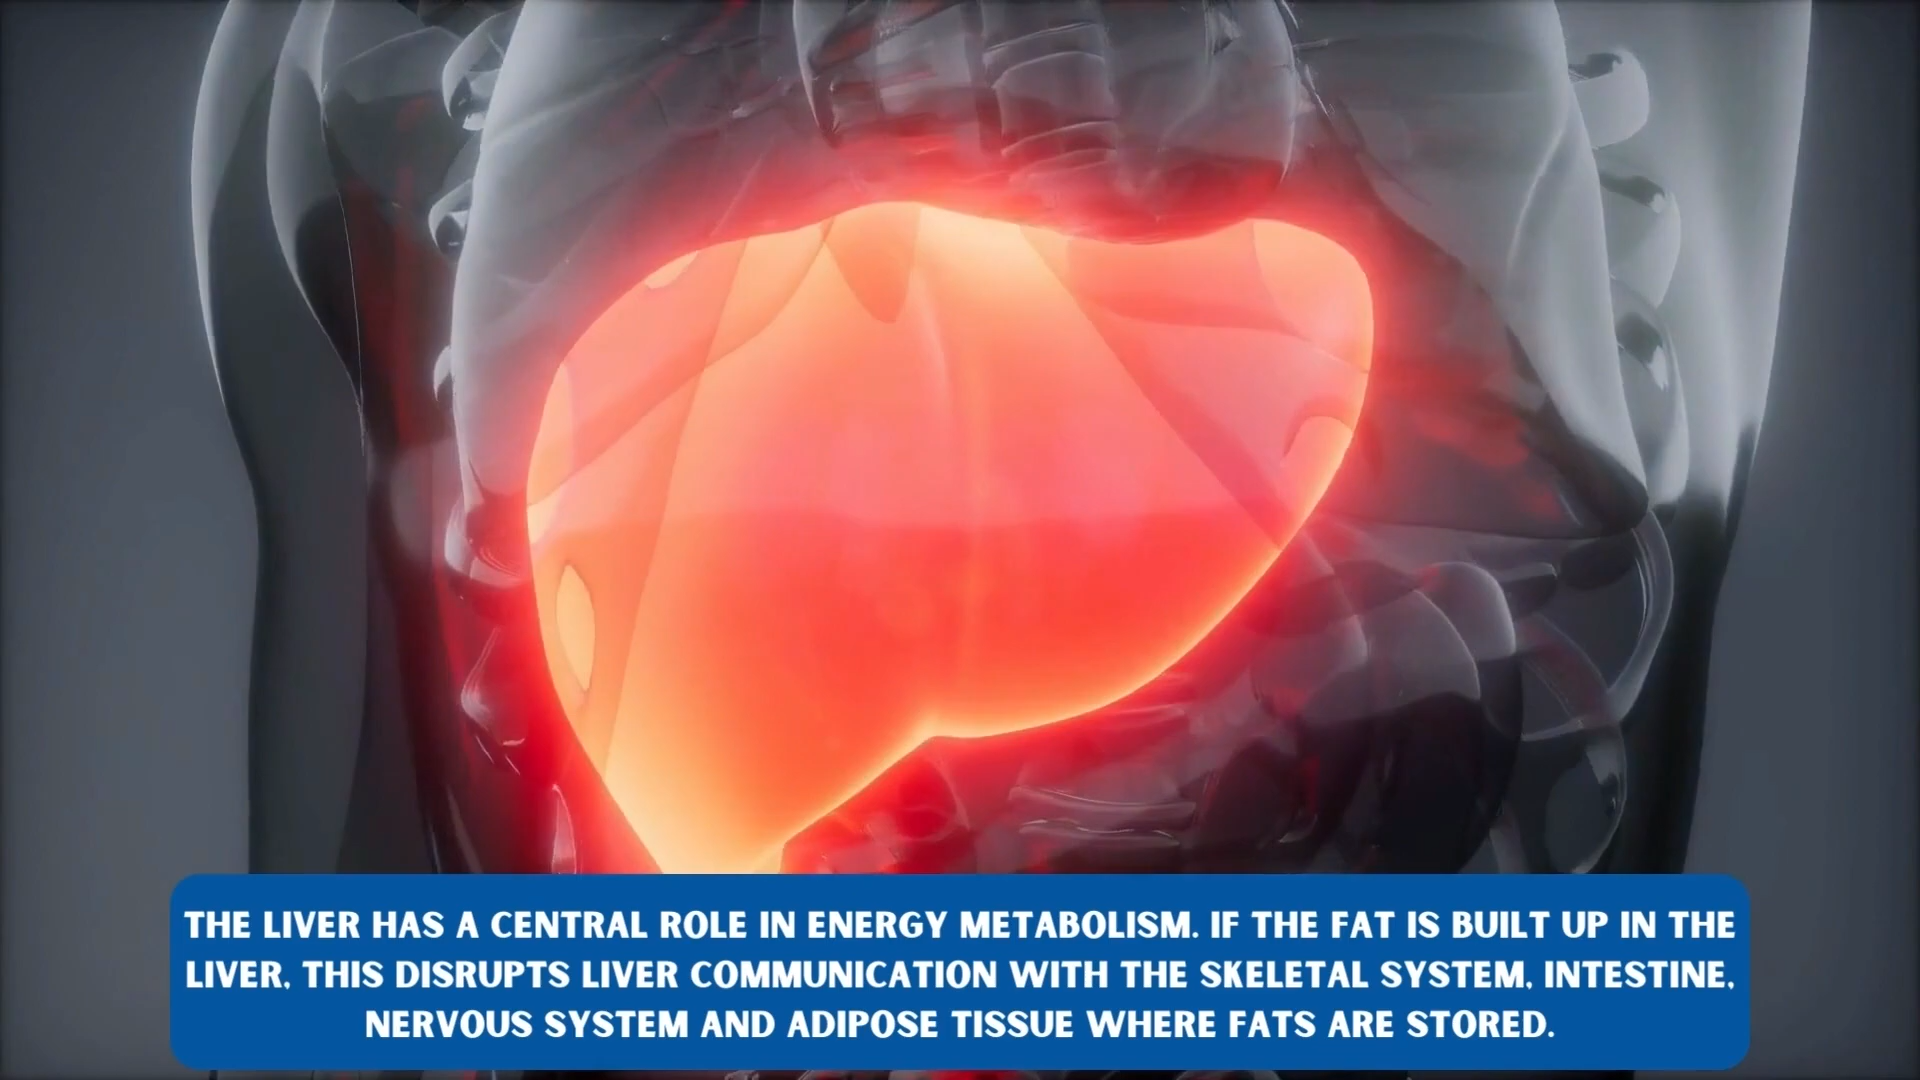 THE LIVER HAS A CENTRAL ROLE IN ENERGY METABOLISM. IF THE FAT IS BUILT UP IN THE
LIVER, THIS DISRUPTS LIVER COMMUNICATION WITH THE SKELETAL SYSTEM, INTESTINE,
NERVOUS SYSTEM AND ADIPOSE TISSUE WHERE FATS ARE STORED.